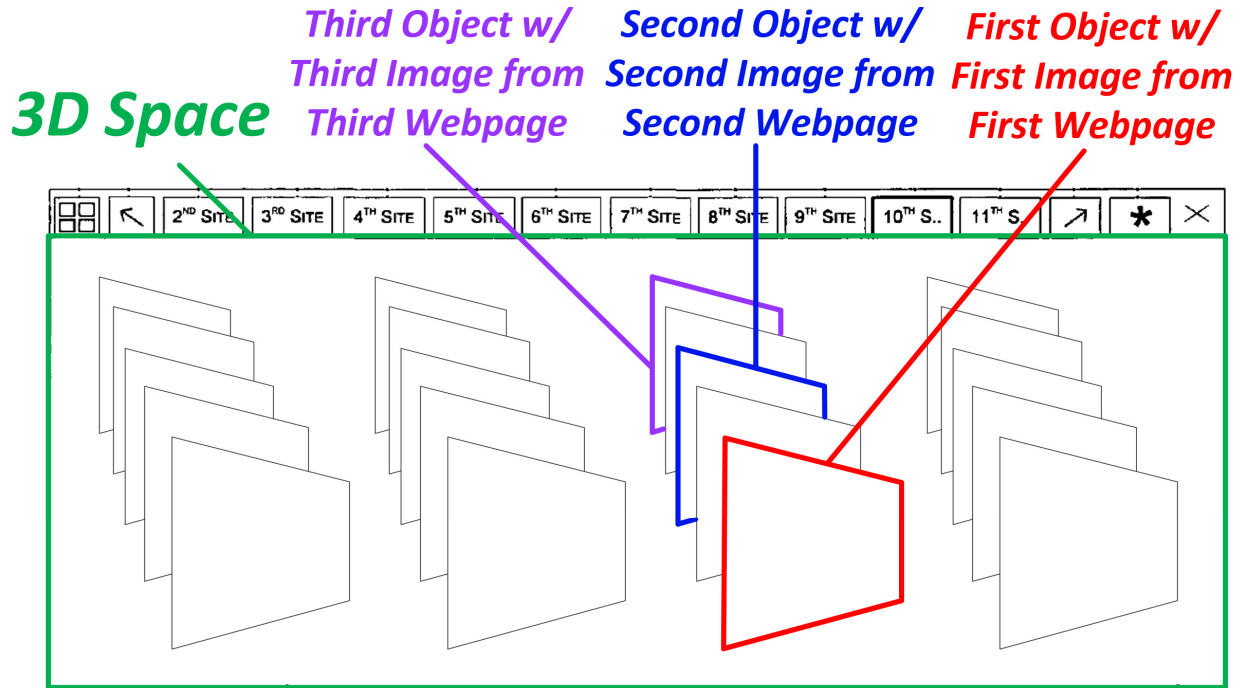 Third Object w/
Third Image from
Third Webpage
Second Object w/
Second Image from
Second Webpage
First Object w/
First Image from
First Webpage
3D Space
2ND SITE 3RD SITE 4TH SITE 5TH SITE 6TH SITE 7TH SITE 8TH SITE 9TH SITE 10TH S.. 11TH S.. *